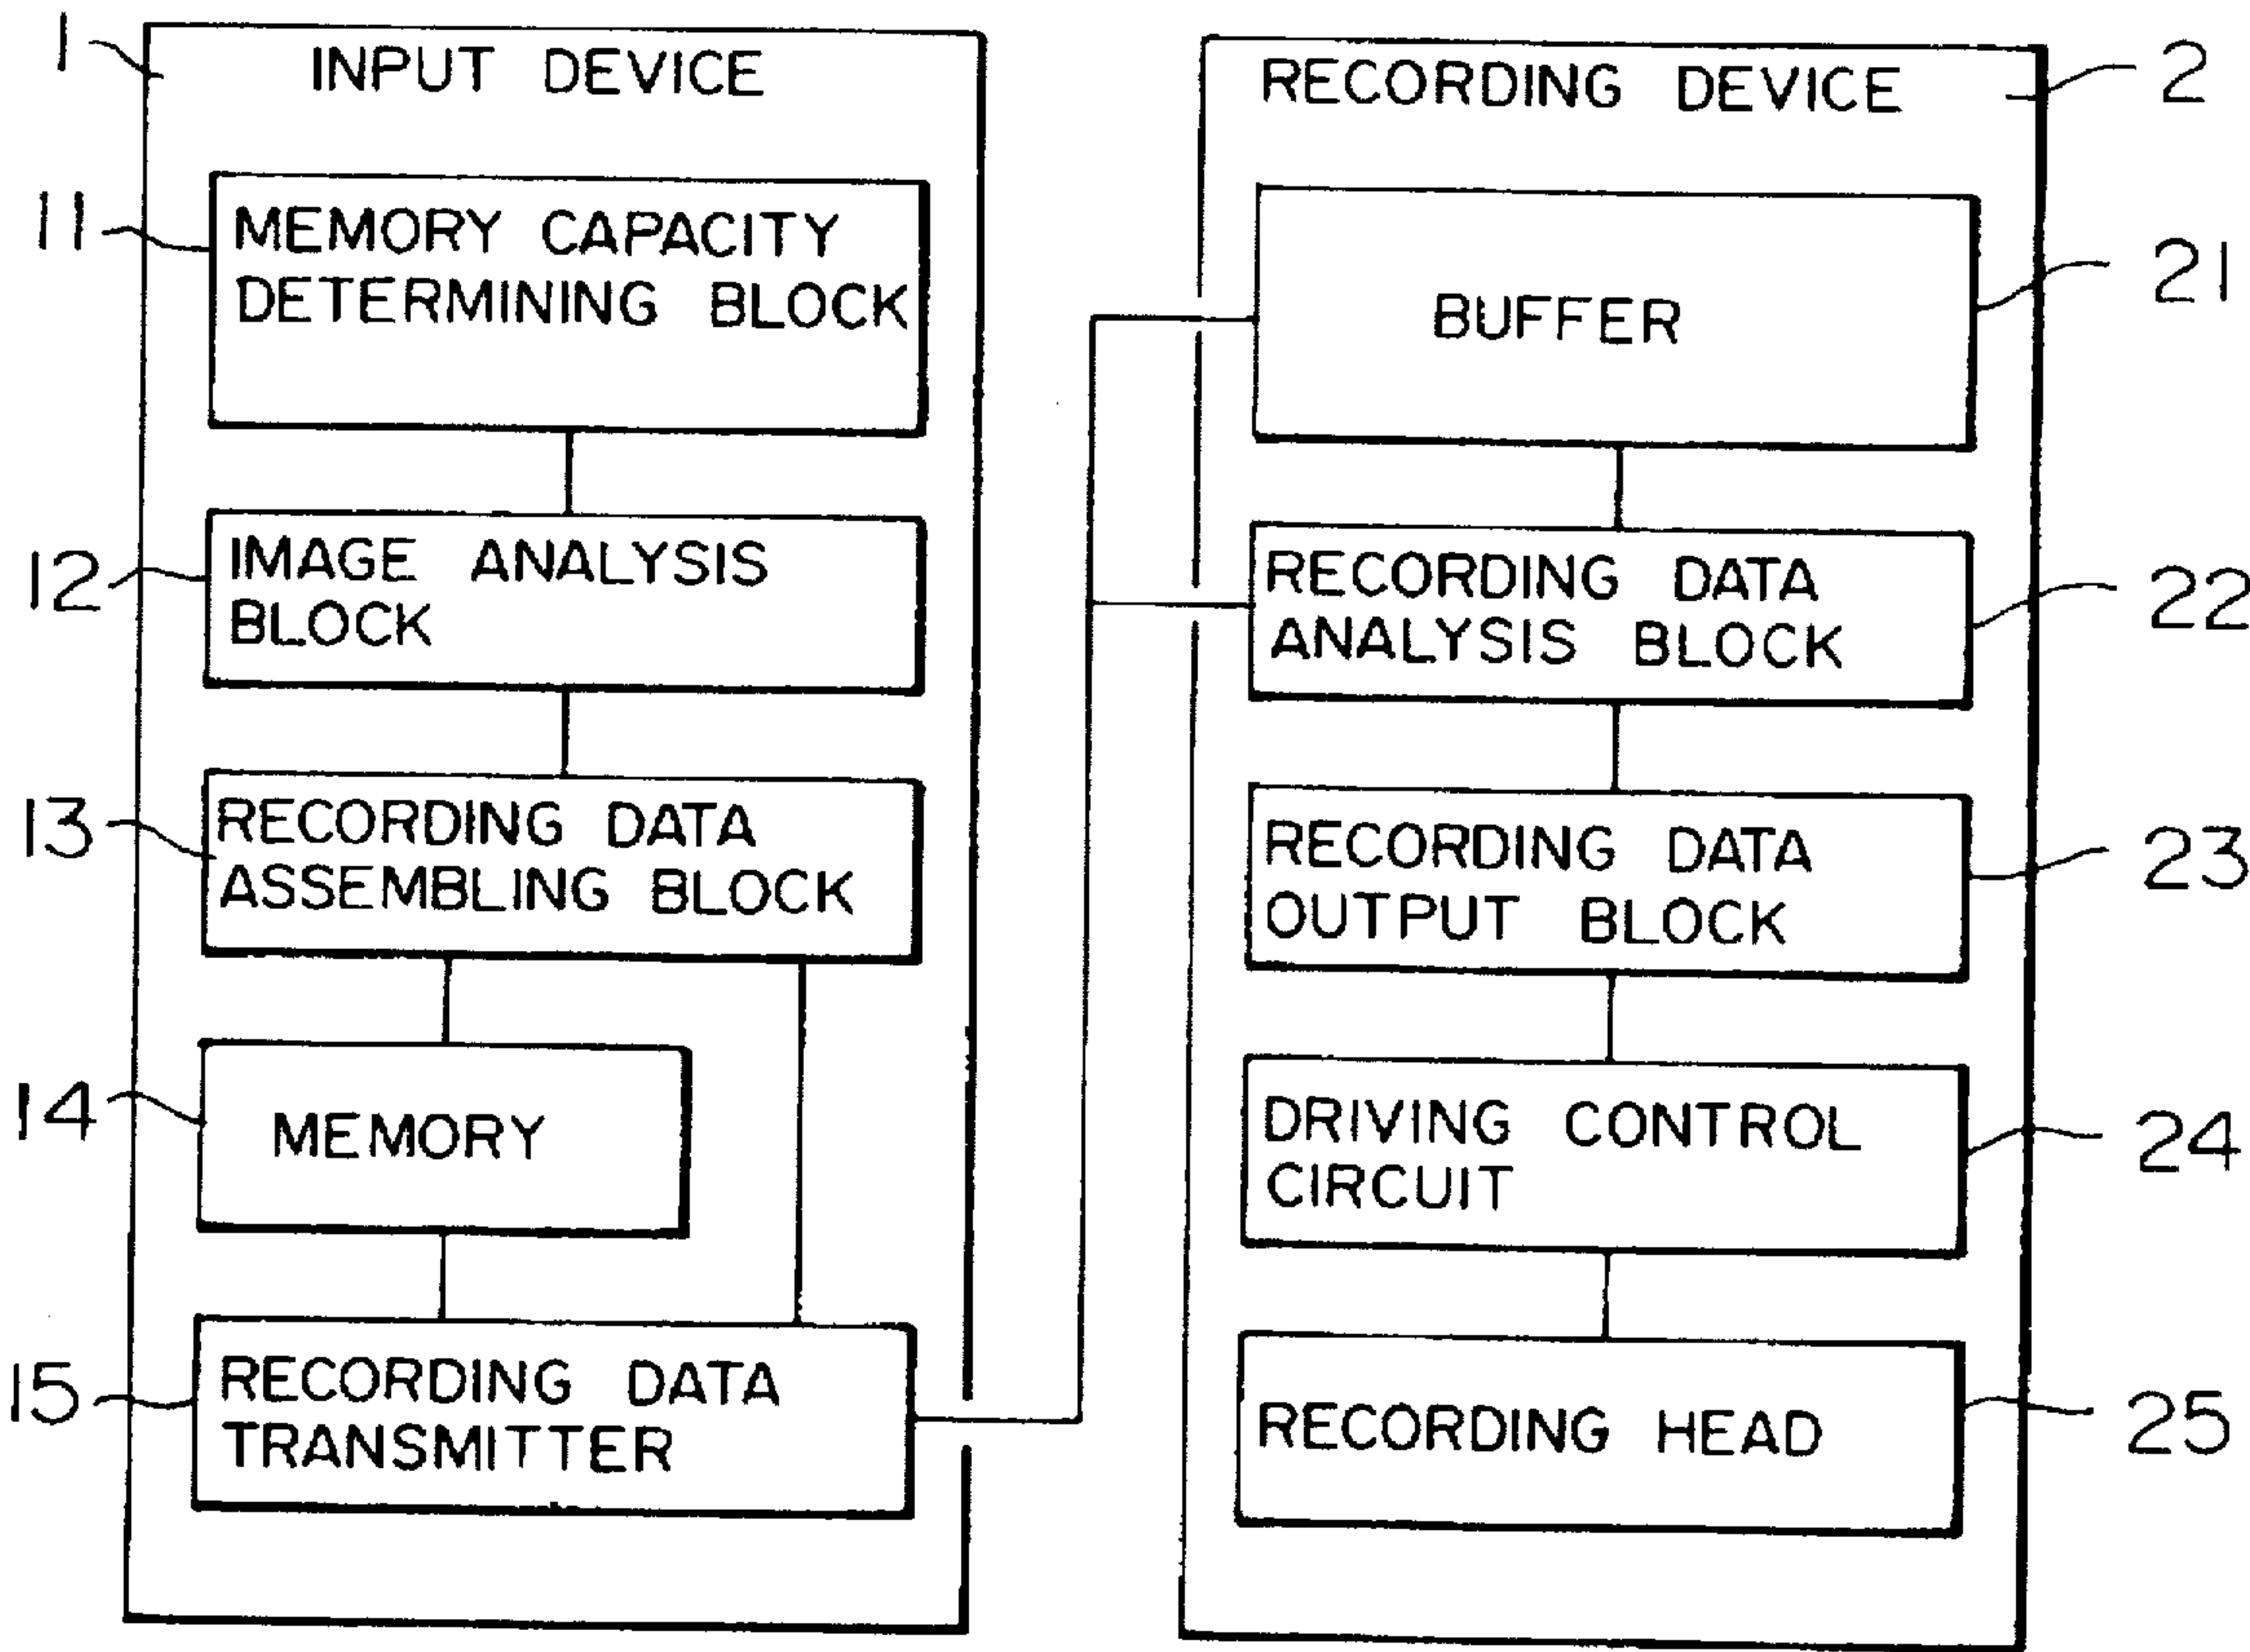 1
INPUT DEVICE
11
MEMORY CAPACITY
DETERMINING BLOCK
12
IMAGE ANALYSIS
BLOCK
13
RECORDING DATA
ASSEMBLING BLOCK
14
MEMORY
15
RECORDING DATA
TRANSMITTER
RECORDING DEVICE
2
BUFFER
21
RECORDING DATA
ANALYSIS BLOCK
22
RECORDING DATA
OUTPUT BLOCK
23
DRIVING CONTROL
CIRCUIT
24
RECORDING HEAD
25